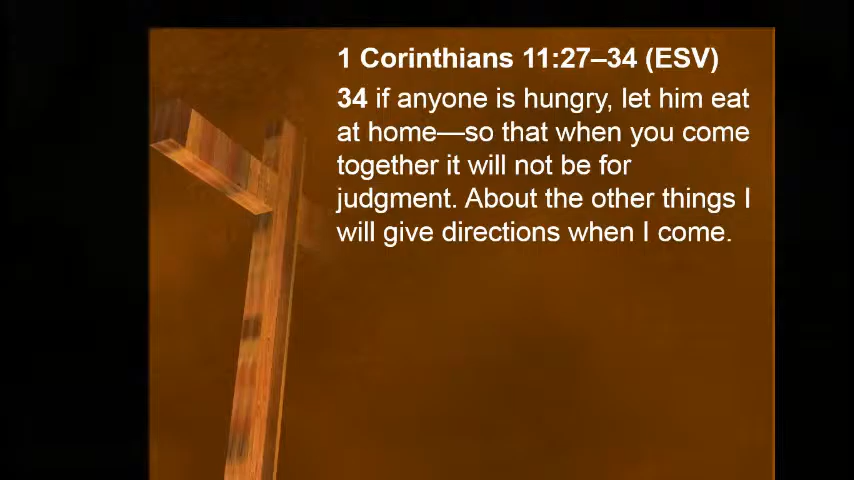 1 Corinthians 11:27–34 (ESV)
34 if anyone is hungry, let him eat
at home—so that when you come
together it will not be for
judgment. About the other things I
will give directions when I come.